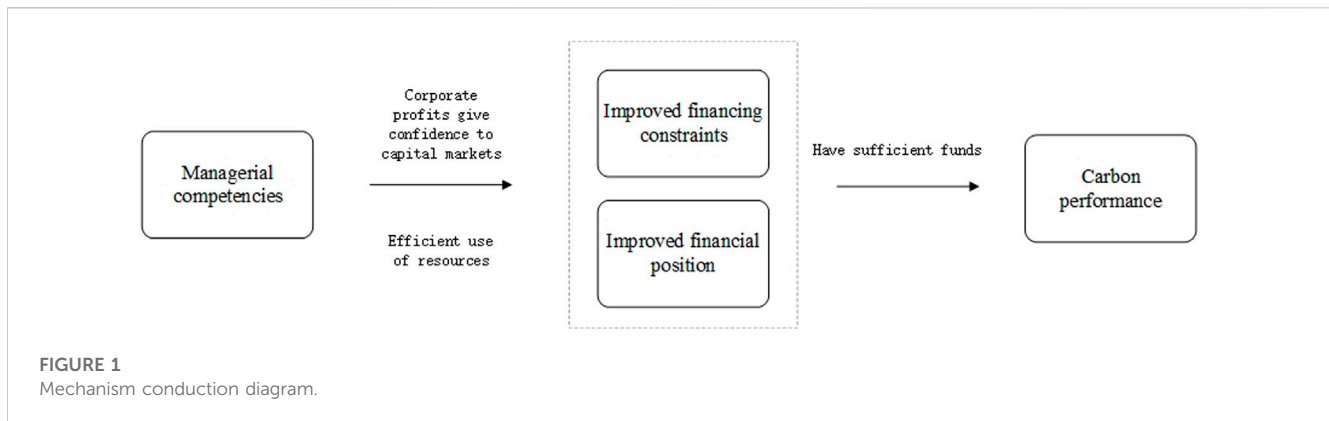 Managerial
competencies
Corporate
profits give
confidence to
capital markets
Efficient use
of resources
Improved financing
constraints
Improved financial
position
Have sufficient funds
Carbon
performance
FIGURE 1
Mechanism conduction diagram.